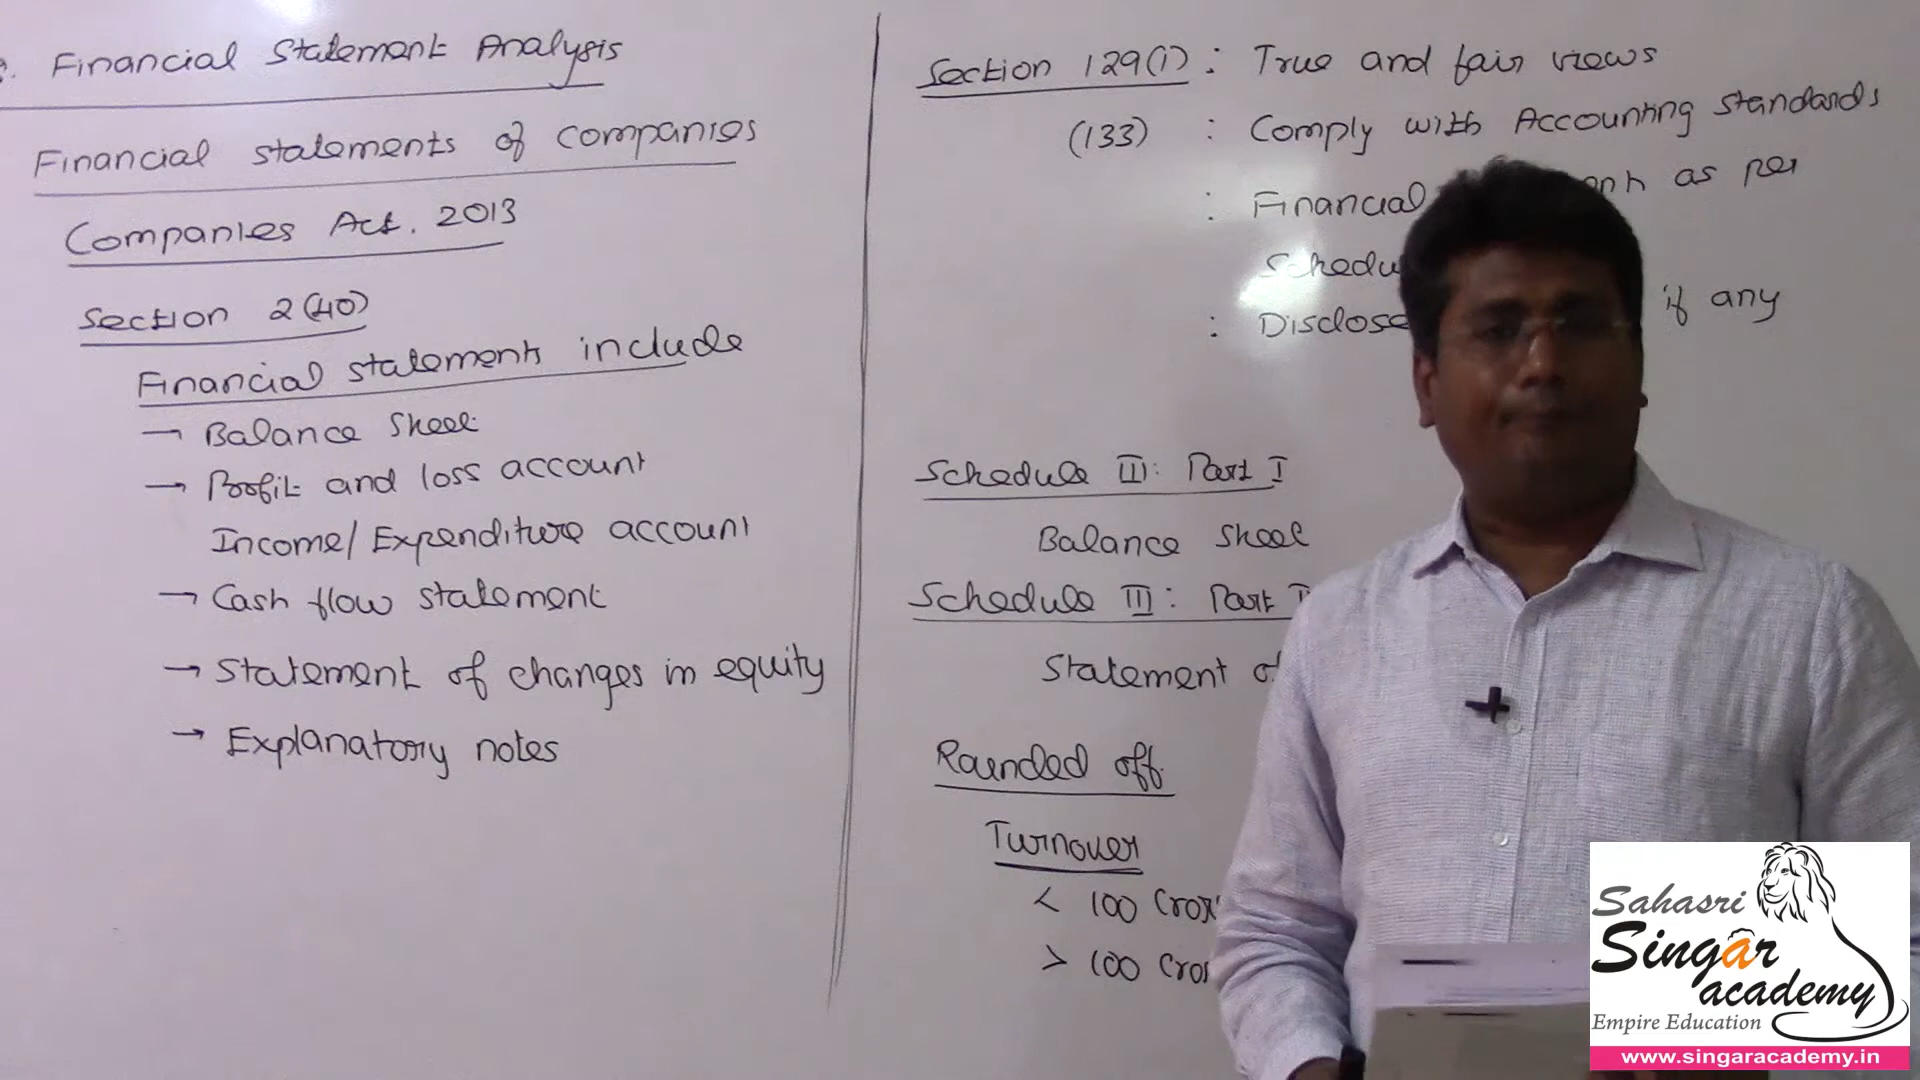 Financial Statement Analysis
Financial statements of companies
Companies Act. 2013
Section 2(40)
Financial statements include
→ Balance Sheet
→ Profit and loss account
Income/Expenditure account
→ Cash flow statement
→ Statement of changes in equity
→ Explanatory notes
Section 129(1) : True and fair views
(133) : Comply with Accounting standards
: Financial as per
: Disclose if any
Schedule III: Part I
Balance Sheet
Schedule III: Part
Statement
Rounded off
Turnover
< 100
> 100
Sahasri
Singar
academy
Empire Education
www.singaracademy.in